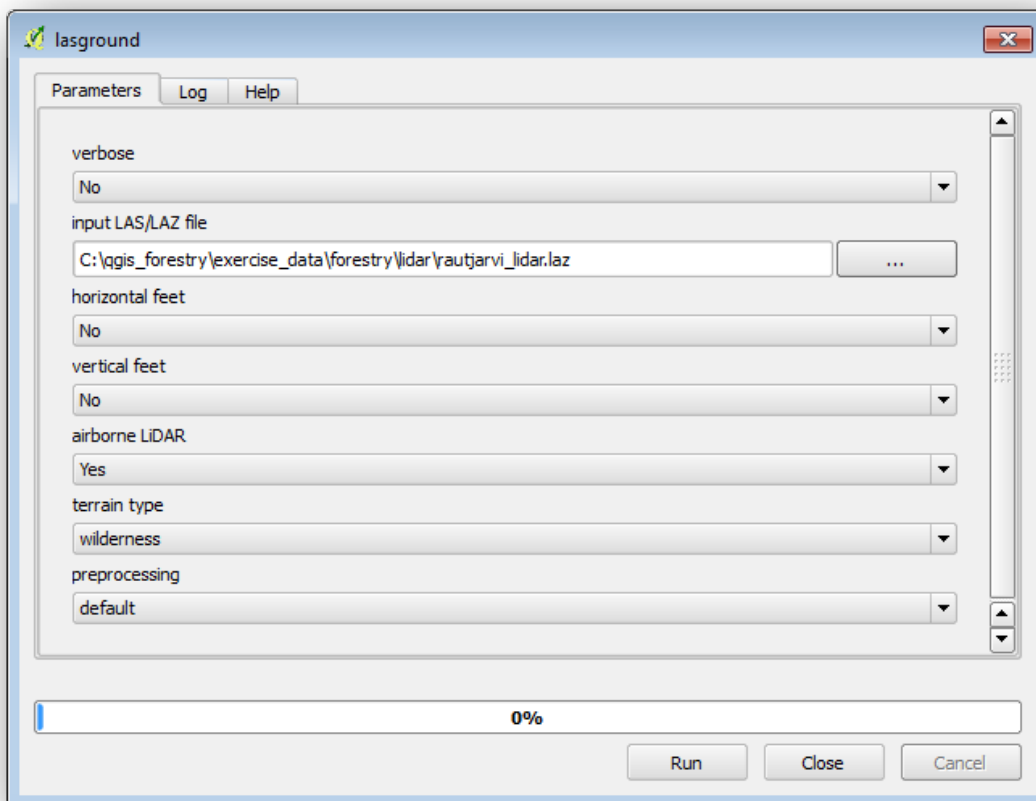 lasground
Parameters Log Help
verbose
No
input LAS/LAZ file
C:\qgis_forestry\exercise_data\forestry\lidar\rautjarvi_lidar.laz ...
horizontal feet
No
vertical feet
No
airborne LiDAR
Yes
terrain type
wilderness
preprocessing
default
0%
Run Close Cancel